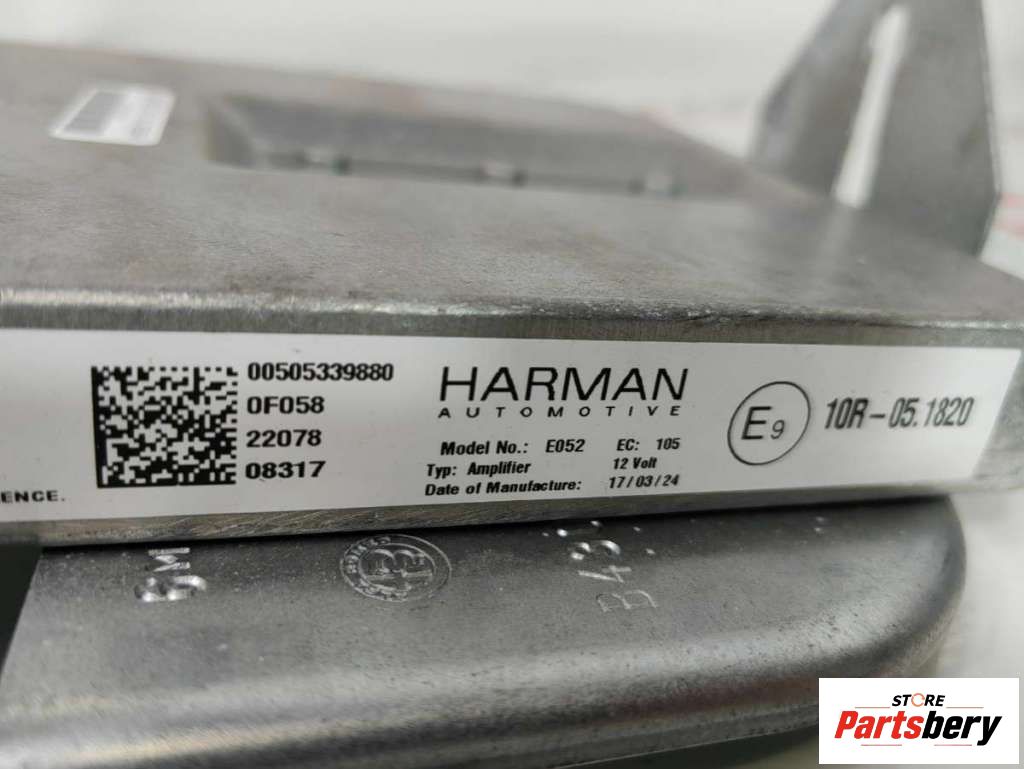 00505339880
0F058
22078
08317
ENCE.
HARMAN
AUTOMOTIVE
Model No.: E052 EC: 105
Typ: Amplifier 12 Volt
Date of Manufacture: 17/03/24
E9
10R-05.1820
B43
STORE
Partsbery